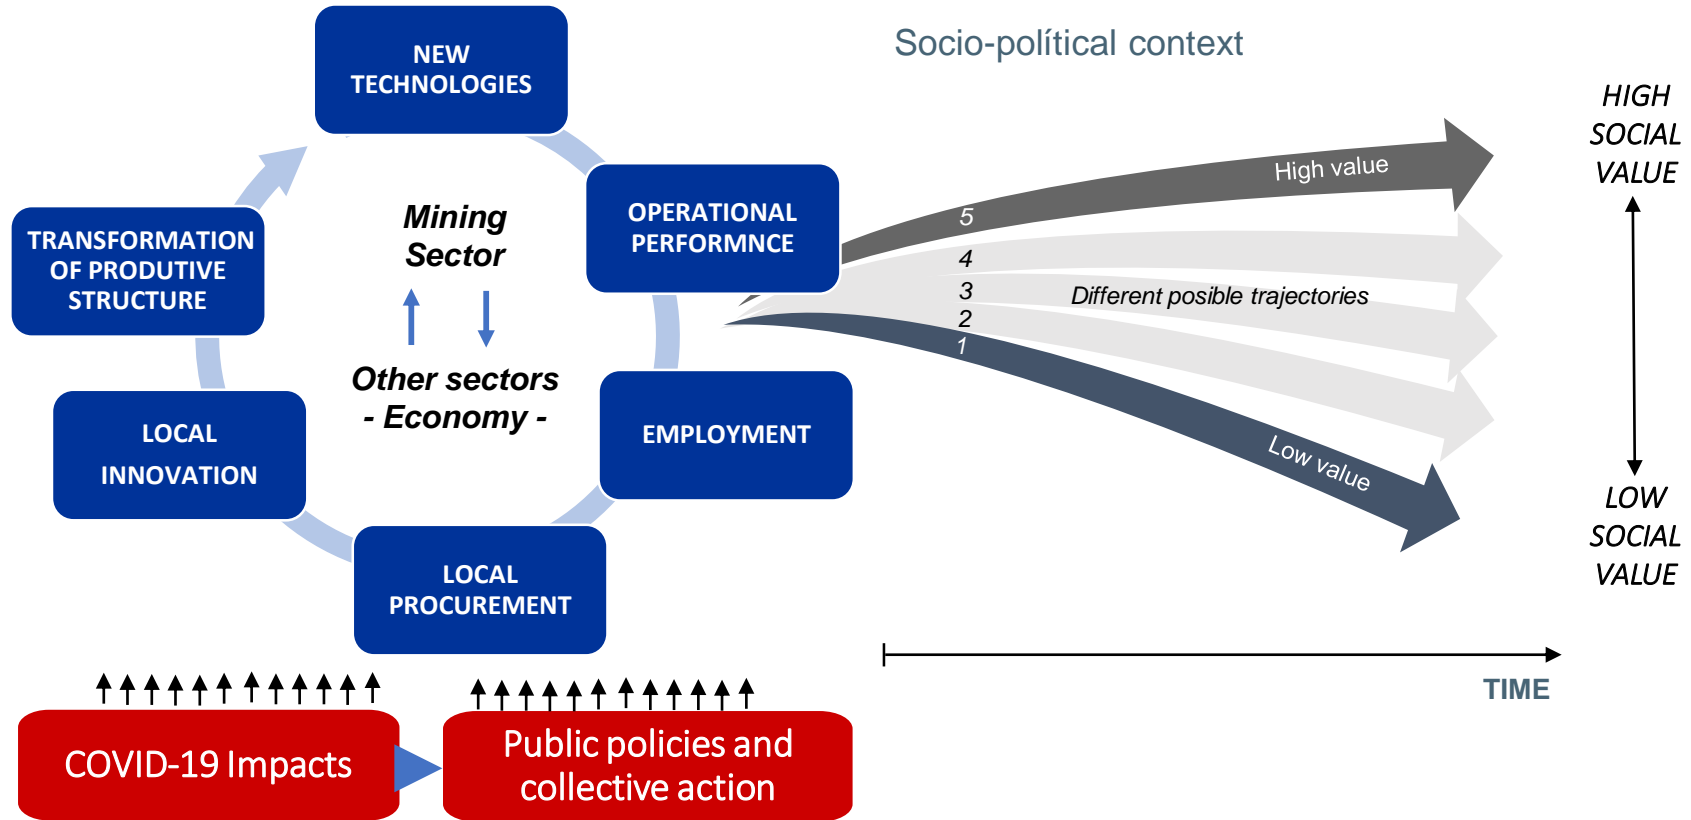 NEW
TECHNOLOGIES
OPERATIONAL
PERFORMNCE
EMPLOYMENT
LOCAL
PROCUREMENT
LOCAL
INNOVATION
TRANSFORMATION
OF PRODUTIVE
STRUCTURE
Mining
Sector
Other sectors
- Economy -
COVID-19 Impacts
Public policies and
collective action
Socio-polítical context
High value
5
4
3
Different posible trajectories
2
1
Low value
HIGH
SOCIAL
VALUE
LOW
SOCIAL
VALUE
TIME